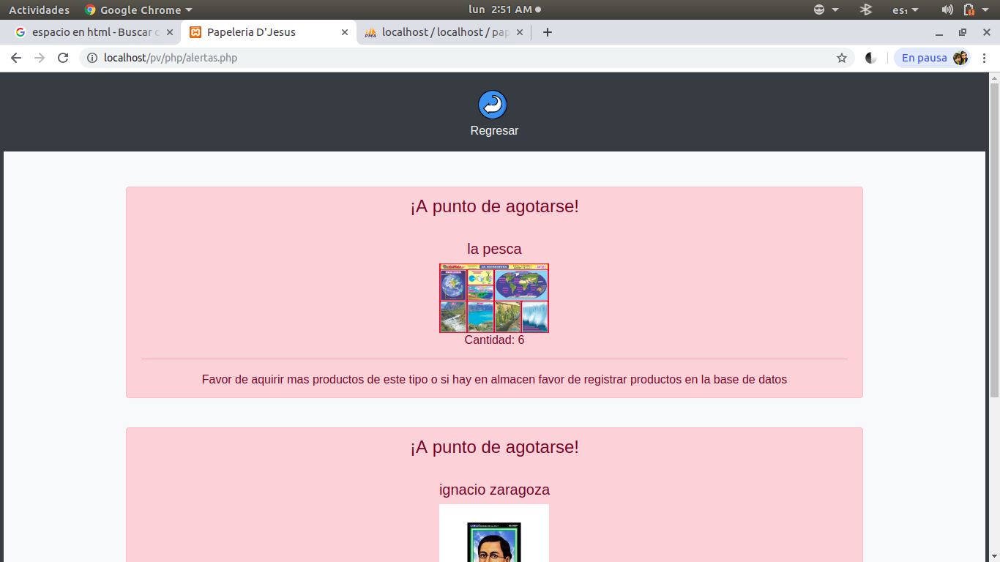 Actividades
Google Chrome
lun 2:51 AM
es₁
espacio en html - Buscar c
Papeleria D'Jesus
PMA
localhost / localhost / pap
localhost/pv/php/alertas.php
En pausa
Regresar
¡A punto de agotarse!
la pesca
Cantidad: 6
Favor de aquirir mas productos de este tipo o si hay en almacen favor de registrar productos en la base de datos
¡A punto de agotarse!
ignacio zaragoza